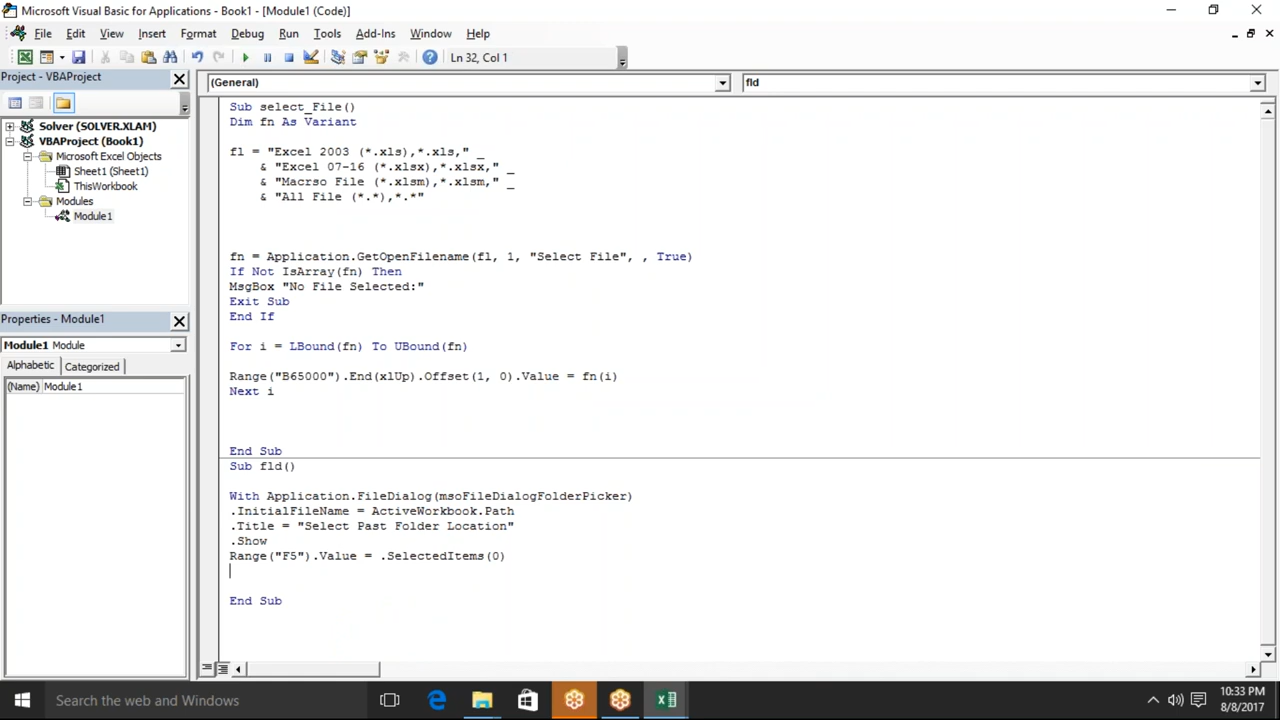 Microsoft Visual Basic for Applications - Book1 - [Module1 (Code)]
File Edit View Insert Format Debug Run Tools Add-Ins Window Help
Ln 32, Col 1
Project - VBAProject
(General)
fld
Solver (SOLVER.XLAM)
VBAProject (Book1)
Microsoft Excel Objects
Sheet1 (Sheet1)
ThisWorkbook
Modules
Module1
Properties - Module1
Module1 Module
Alphabetic Categorized
(Name) Module1
Sub select_File()
Dim fn As Variant
fl = "Excel 2003 (*.xls),*.xls," _
& "Excel 07-16 (*.xlsx),*.xlsx," _
& "Macrso File (*.xlsm),*.xlsm," _
& "All File (*.*),*.*"
fn = Application.GetOpenFilename(fl, 1, "Select File", , True)
If Not IsArray(fn) Then
MsgBox "No File Selected:"
Exit Sub
End If
For i = LBound(fn) To UBound(fn)
Range("B65000").End(xlUp).Offset(1, 0).Value = fn(i)
Next i
End Sub
Sub fld()
With Application.FileDialog(msoFileDialogFolderPicker)
.InitialFileName = ActiveWorkbook.Path
.Title = "Select Past Folder Location"
.Show
Range("F5").Value = .SelectedItems(0)
End Sub
Search the web and Windows
10:33 PM
8/8/2017